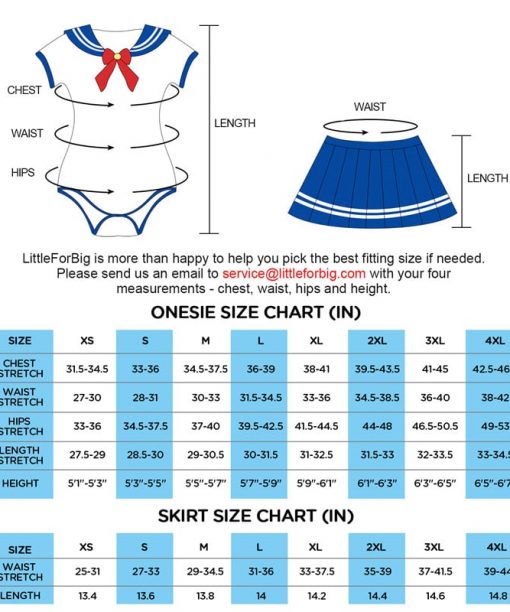 CHEST
WAIST
HIPS
LENGTH
WAIST
LENGTH
LittleForBig is more than happy to help you pick the best fitting size if needed.
Please send us an email to service@littleforbig.com with your four
measurements - chest, waist, hips and height.
ONESIE SIZE CHART (IN)
SIZE XS S M L XL 2XL 3XL 4XL
CHEST STRETCH 31.5-34.5 33-36 34.5-37.5 36-39 38-41 39.5-43.5 41-45 42.5-46
WAIST STRETCH 27-30 28-31 30-33 31.5-34.5 33-36 34.5-38.5 36-40 38-42
HIPS STRETCH 33-36 34.5-37.5 37-40 39.5-42.5 41.5-44.5 44-48 46.5-50.5 49-53
LENGTH STRETCH 27.5-29 28.5-30 29-30.5 30-31.5 31-32.5 31.5-33 32-33.5 33-34.5
HEIGHT 5'1"-5'3" 5'3"-5'5" 5'5"-5'7" 5'7"-5'9" 5'9"-6'1" 6'1"-6'3" 6'3"-6'5" 6'5"-6'7
SKIRT SIZE CHART (IN)
SIZE XS S M L XL 2XL 3XL 4XL
WAIST STRETCH 25-31 27-33 29-34.5 31-36 33-37.5 35-39 37-41.5 39-44
LENGTH 13.4 13.6 13.8 14 14.2 14.4 14.6 14.8